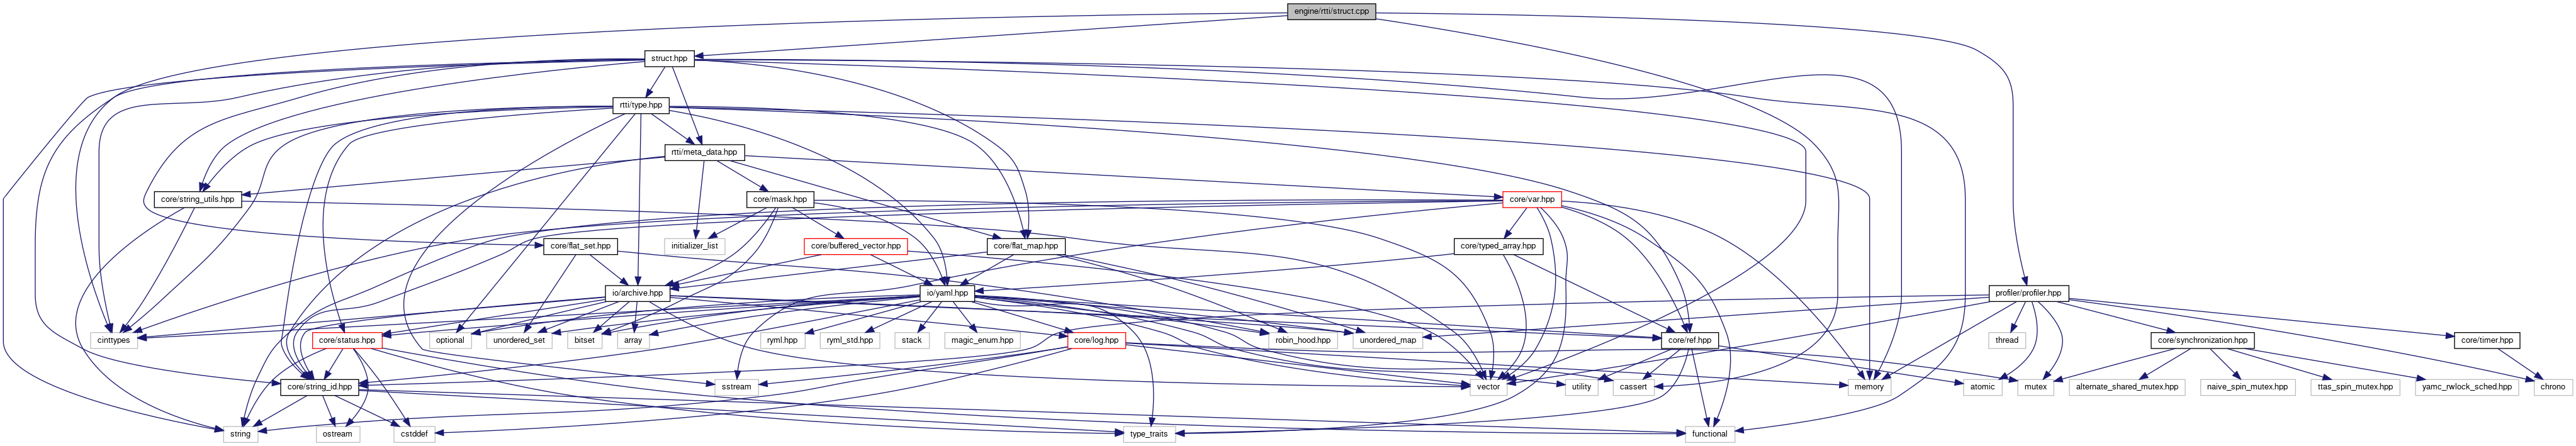 engine/rtti/struct.cpp
struct.hpp
rtti/type.hpp
rtti/meta_data.hpp
core/string_utils.hpp
core/mask.hpp
core/var.hpp
core/flat_set.hpp
initializer_list
core/buffered_vector.hpp
core/flat_map.hpp
core/typed_array.hpp
io/archive.hpp
io/yaml.hpp
profiler/profiler.hpp
cinttypes
core/status.hpp
optional
unordered_set
bitset
array
ryml.hpp
ryml_std.hpp
stack
magic_enum.hpp
core/log.hpp
robin_hood.hpp
unordered_map
core/ref.hpp
thread
core/synchronization.hpp
core/timer.hpp
core/string_id.hpp
sstream
vector
utility
cassert
memory
atomic
mutex
alternate_shared_mutex.hpp
naive_spin_mutex.hpp
ttas_spin_mutex.hpp
yamc_rwlock_sched.hpp
chrono
string
ostream
cstddef
type_traits
functional